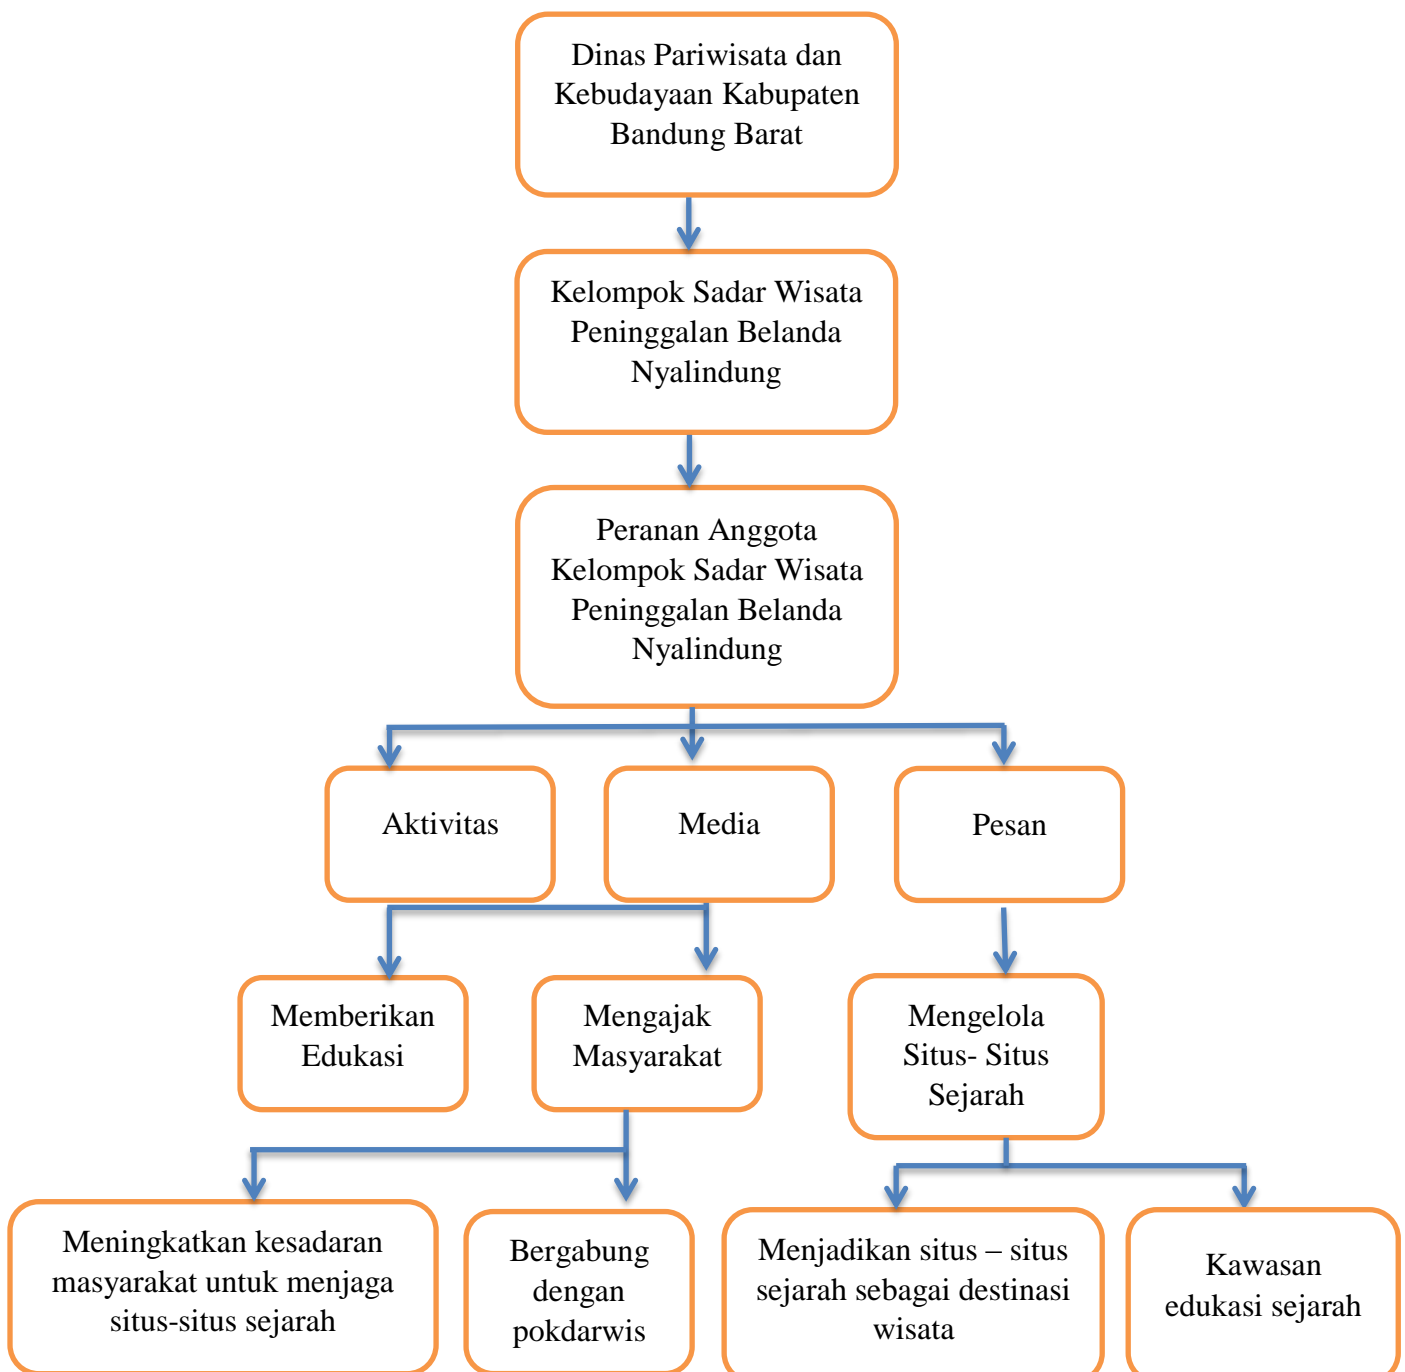 Dinas Pariwisata dan
Kebudayaan Kabupaten
Bandung Barat
Kelompok Sadar Wisata
Peninggalan Belanda
Nyalindung
Peranan Anggota
Kelompok Sadar Wisata
Peninggalan Belanda
Nyalindung
Aktivitas
Media
Pesan
Memberikan
Edukasi
Mengajak
Masyarakat
Mengelola
Situs- Situs
Sejarah
Meningkatkan kesadaran
masyarakat untuk menjaga
situs-situs sejarah
Bergabung
dengan
pokdarwis
Menjadikan situs – situs
sejarah sebagai destinasi
wisata
Kawasan
edukasi sejarah